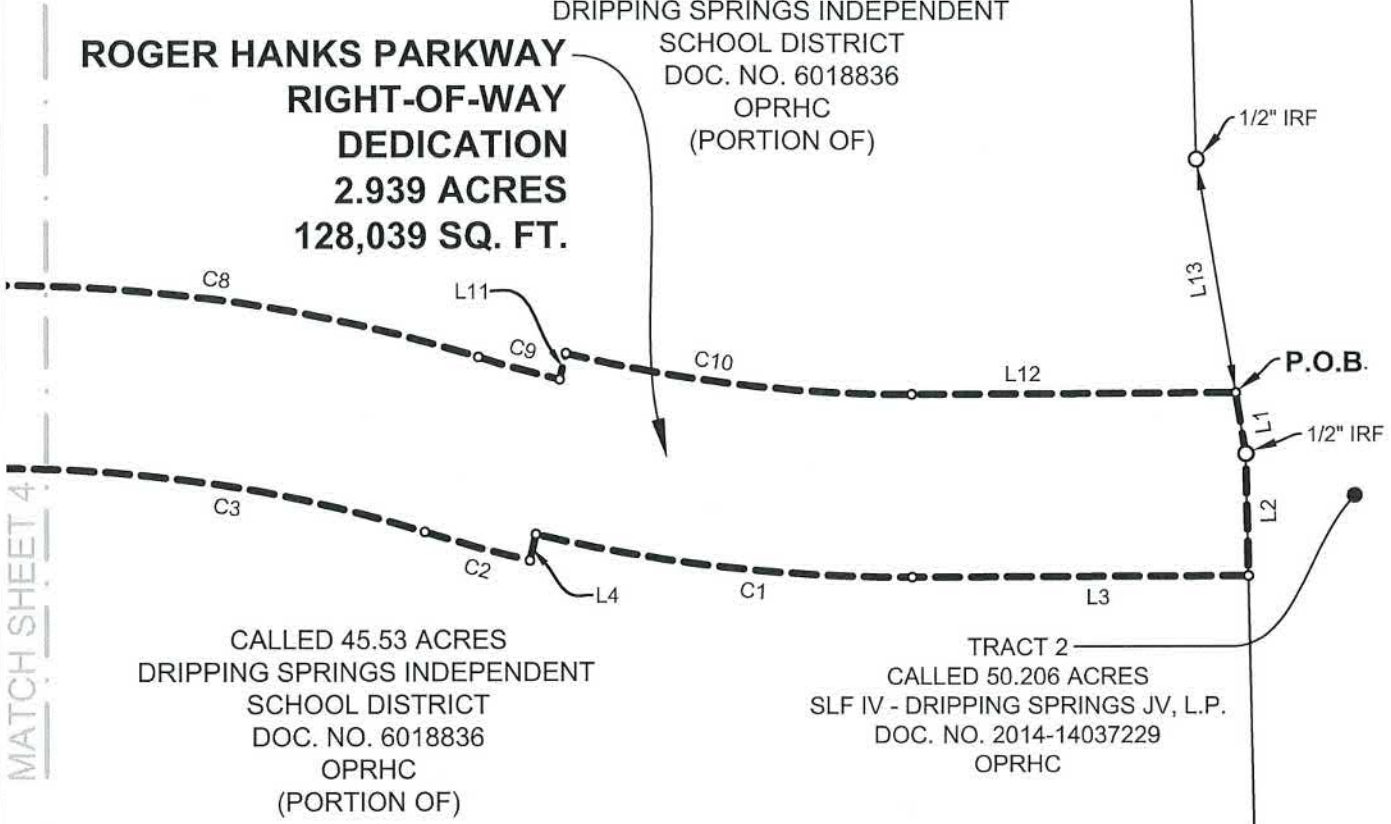 DRIPPING SPRINGS INDEPENDENT
SCHOOL DISTRICT
DOC. NO. 6018836
OPRHC
(PORTION OF)
ROGER HANKS PARKWAY
RIGHT-OF-WAY
DEDICATION
2.939 ACRES
128,039 SQ. FT.
1/2" IRF
L13
C8
L11
C9
C10
L12
P.O.B.
L1
1/2" IRF
L2
C3
C2
L4
C1
L3
MATCH SHEET 4
CALLED 45.53 ACRES
DRIPPING SPRINGS INDEPENDENT
SCHOOL DISTRICT
DOC. NO. 6018836
OPRHC
(PORTION OF)
TRACT 2
CALLED 50.206 ACRES
SLF IV - DRIPPING SPRINGS JV, L.P.
DOC. NO. 2014-14037229
OPRHC